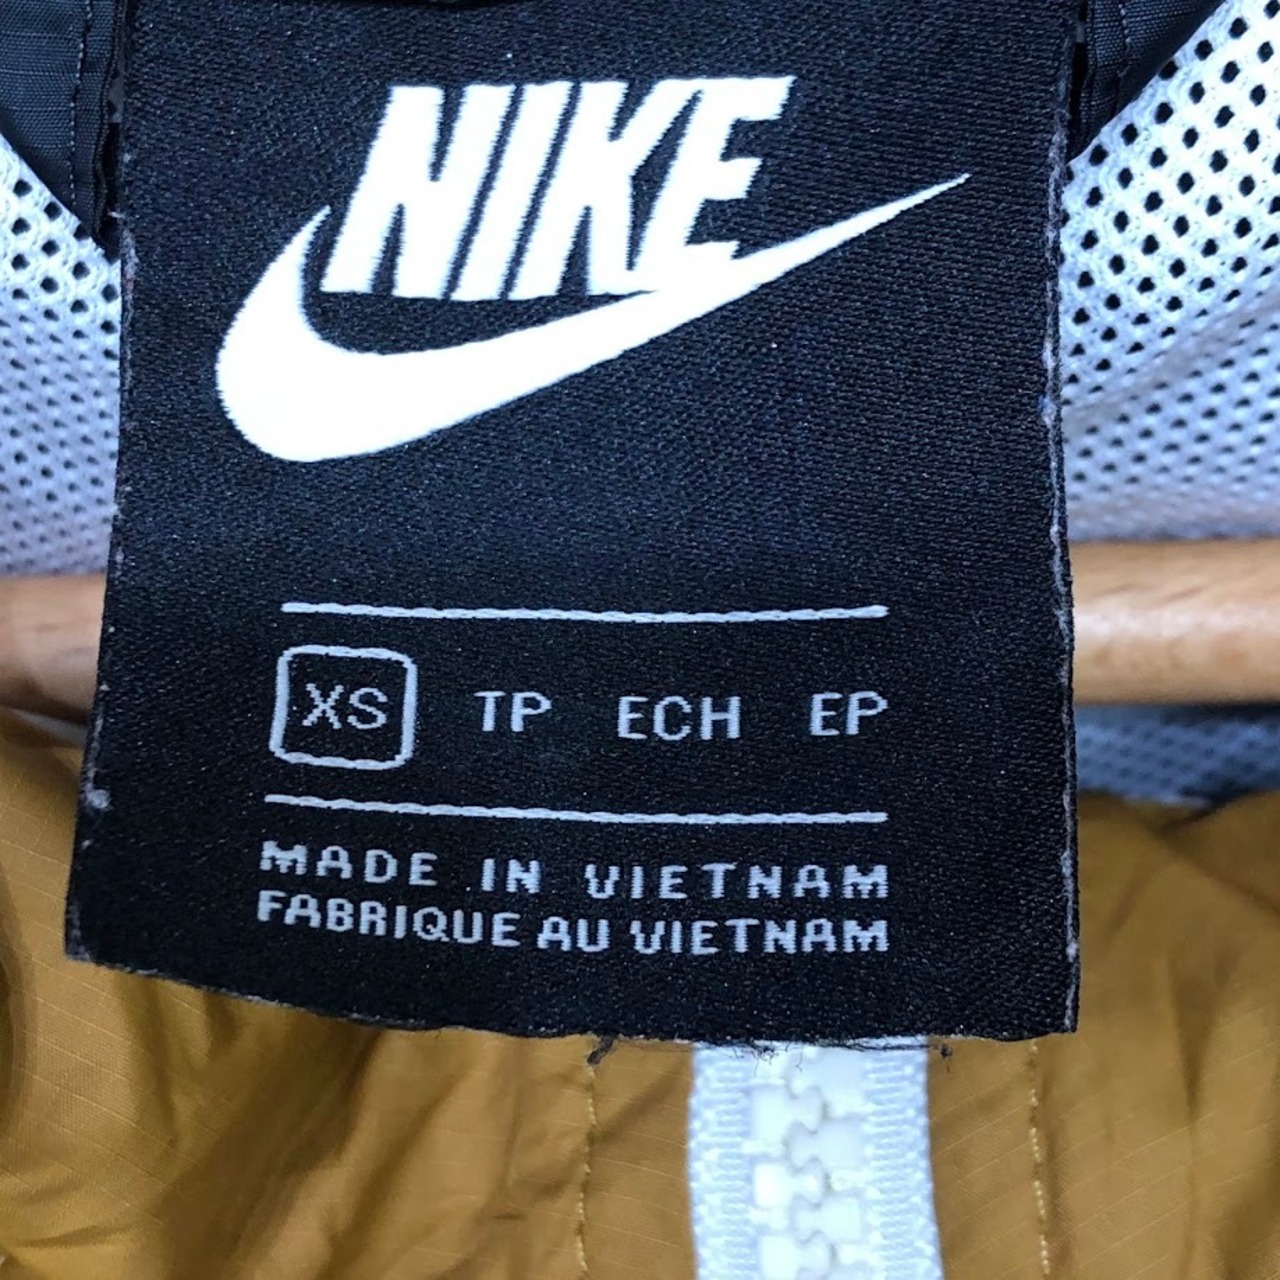 NIKE
XS TP ECH EP
MADE IN VIETNAM
FABRIQUE AU VIETNAM